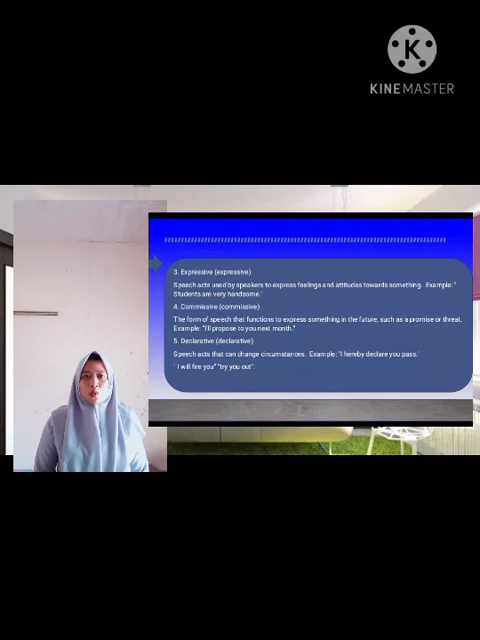 K
KINEMASTER
3. Expressive (expressive)
Speech acts used by speakers to express feelings and attitudes towards something. Example: "
Students are very handsome.'
4. Commissive (commissive)
The form of speech that functions to express something in the future, such as a promise or threat.
Example: "I'll propose to you next month."
5. Declarative (declarative)
Speech acts that can change circumstances. Example: "I hereby declare you pass.'
' I will fire you" "try you out".